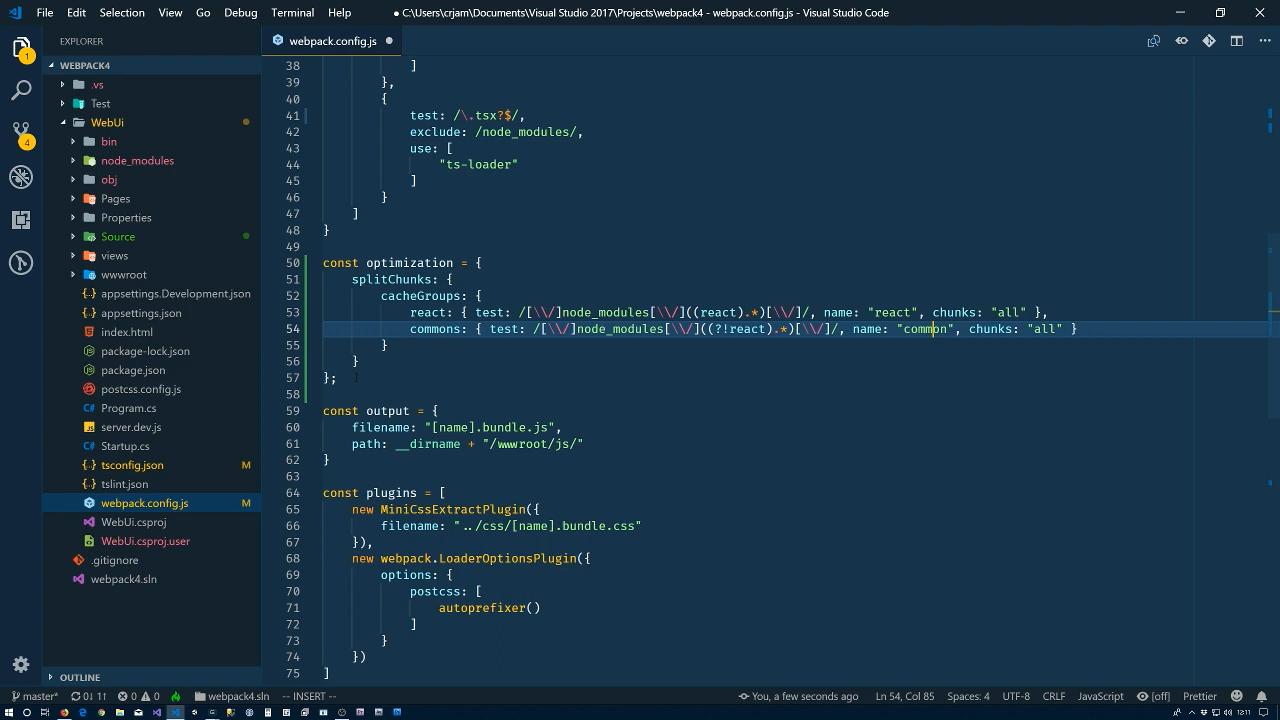 File Edit Selection View Go Debug Terminal Help
● C:\Users\crjam\Documents\Visual Studio 2017\Projects\webpack4 - webpack.config.js - Visual Studio Code
EXPLORER
webpack.config.js
WEBPACK4
.vs
Test
WebUi
bin
node_modules
obj
Pages
Properties
Source
views
wwwroot
appsettings.Development.json
appsettings.json
index.html
package-lock.json
package.json
postcss.config.js
Program.cs
server.dev.js
Startup.cs
tsconfig.json M
tslint.json
webpack.config.js M
WebUi.csproj
WebUi.csproj.user
.gitignore
webpack4.sln
OUTLINE
1
4
38 ]
39 },
40 {
41 test: /\.tsx?$/,
42 exclude: /node_modules/,
43 use: [
44 "ts-loader"
45 ]
46 }
47 ]
48 }
49
50 const optimization = {
51 splitChunks: {
52 cacheGroups: {
53 react: { test: /[\\/]node_modules[\\/]((react).*)[\\/]/, name: "react", chunks: "all" },
54 commons: { test: /[\\/]node_modules[\\/]((?!react).*)[\\/]/, name: "common", chunks: "all" }
55 }
56 }
57 };
58
59 const output = {
60 filename: "[name].bundle.js",
61 path: __dirname + "/wwwroot/js/"
62 }
63
64 const plugins = [
65 new MiniCssExtractPlugin({
66 filename: "../css/[name].bundle.css"
67 }),
68 new webpack.LoaderOptionsPlugin({
69 options: {
70 postcss: [
71 autoprefixer()
72 ]
73 }
74 })
75 ]
master* 0↓ 1↑ 0 0 webpack4.sln -- INSERT -- You, a few seconds ago Ln 54, Col 85 Spaces: 4 UTF-8 CRLF JavaScript [off] Prettier
13:11